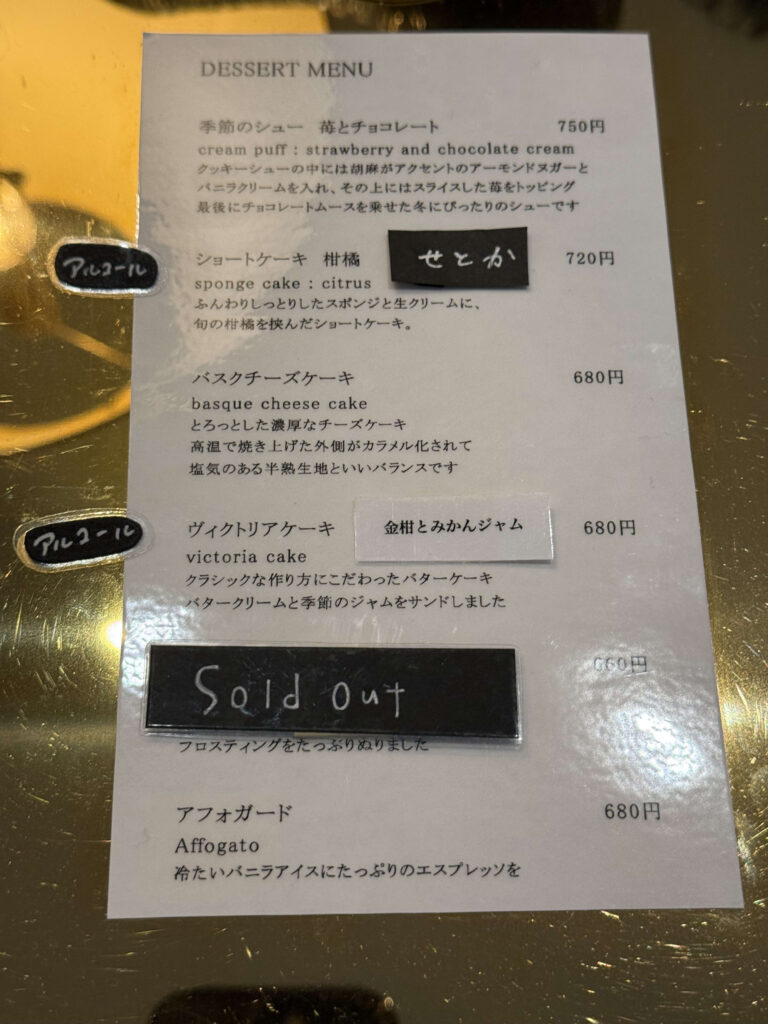 DESSERT MENU
季節のシュー 苺とチョコレート 750円
cream puff : strawberry and chocolate cream
クッキーシューの中には胡麻がアクセントのアーモンドヌガーと
バニラクリームを入れ、その上にはスライスした苺をトッピング
最後にチョコレートムースを乗せた冬にぴったりのシューです
アルコール ショートケーキ 柑橘 せとか 720円
sponge cake : citrus
ふんわりしっとりしたスポンジと生クリームに、
旬の柑橘を挟んだショートケーキ。
バスクチーズケーキ 680円
basque cheese cake
とろっとした濃厚なチーズケーキ
高温で焼き上げた外側がカラメル化されて
塩気のある半熟生地といいバランスです
アルコール ヴィクトリアケーキ 金柑とみかんジャム 680円
victoria cake
クラシックな作り方にこだわったバターケーキ
バタークリームと季節のジャムをサンドしました
Sold out 660円
フロスティングをたっぷりぬりました
アフォガード 680円
Affogato
冷たいバニラアイスにたっぷりのエスプレッソを